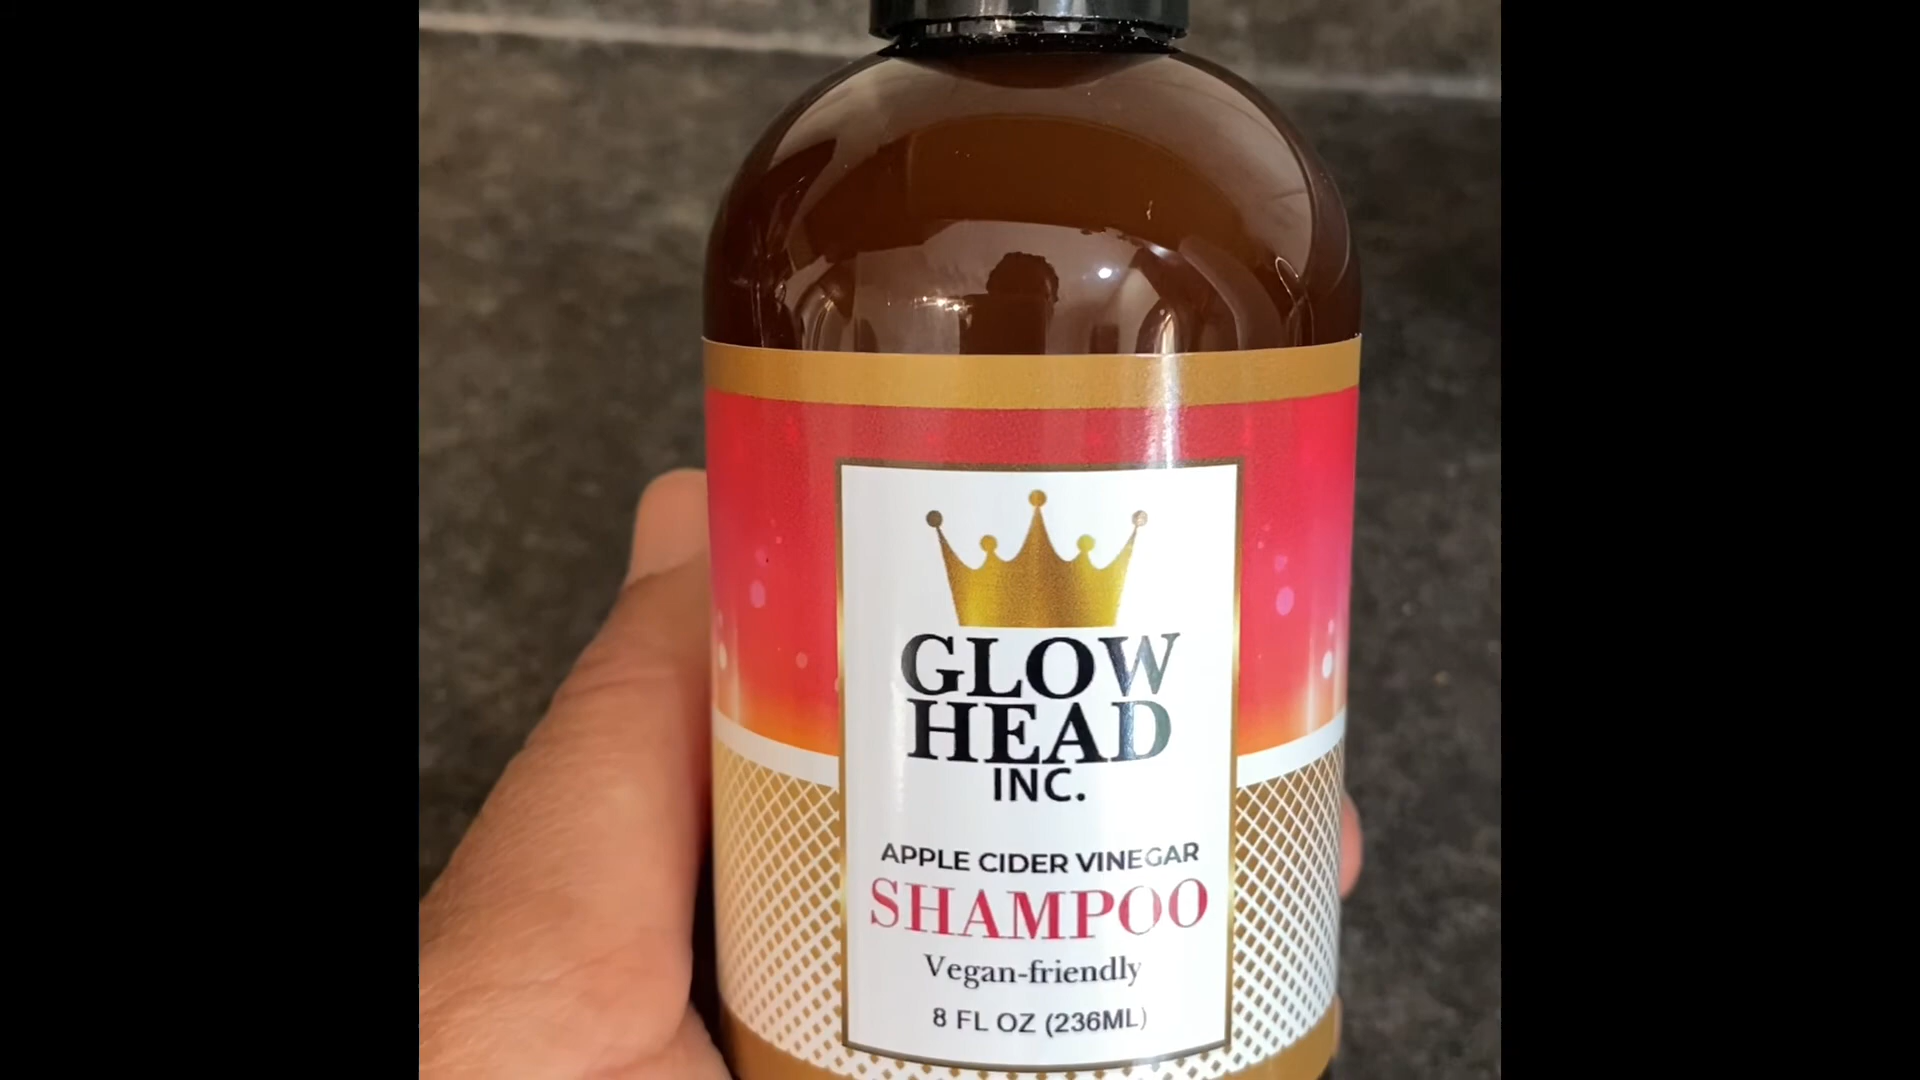 GLOW
HEAD
INC.
APPLE CIDER VINEGAR
SHAMPOO
Vegan-friendly
8 FL OZ (236ML)